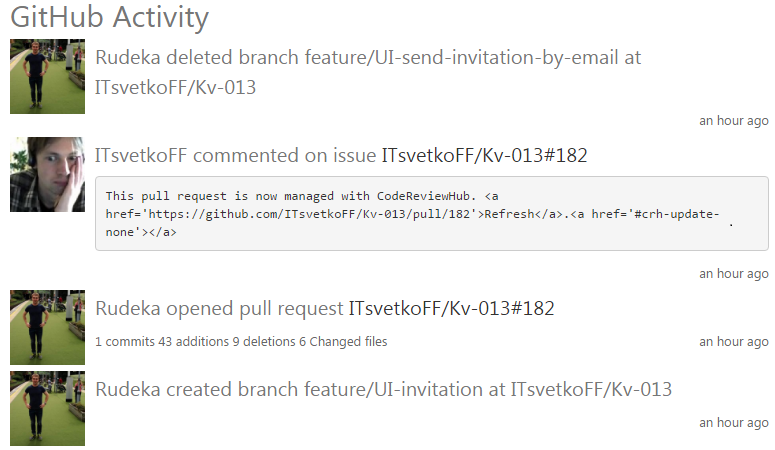 GitHub Activity
Rudeka deleted branch feature/UI-send-invitation-by-email at
ITsvetkoFF/Kv-013
an hour ago
ITsvetkoFF commented on issue ITsvetkoFF/Kv-013#182
This pull request is now managed with CodeReviewHub. <a
href='https://github.com/ITsvetkoFF/Kv-013/pull/182'>Refresh</a>.<a href='#crh-update-
none'></a>
.
an hour ago
Rudeka opened pull request ITsvetkoFF/Kv-013#182
1 commits 43 additions 9 deletions 6 Changed files
an hour ago
Rudeka created branch feature/UI-invitation at ITsvetkoFF/Kv-013
an hour ago